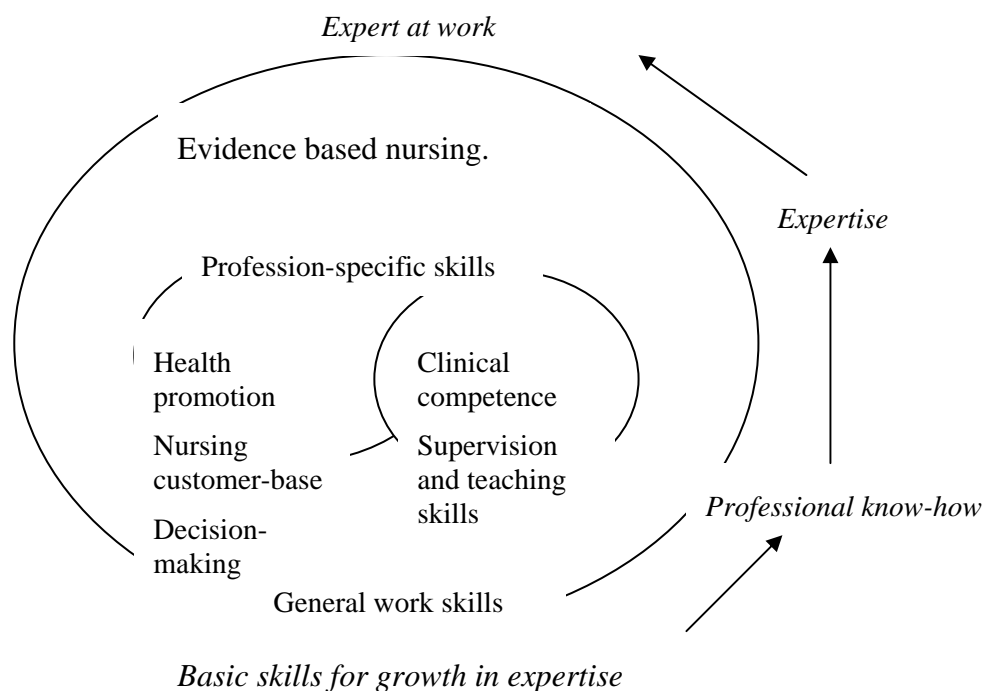 Expert at work
Evidence based nursing.
Expertise
Profession-specific skills
Health
promotion
Nursing
customer-base
Decision-
making
Clinical
competence
Supervision
and teaching
skills
Professional know-how
General work skills
Basic skills for growth in expertise